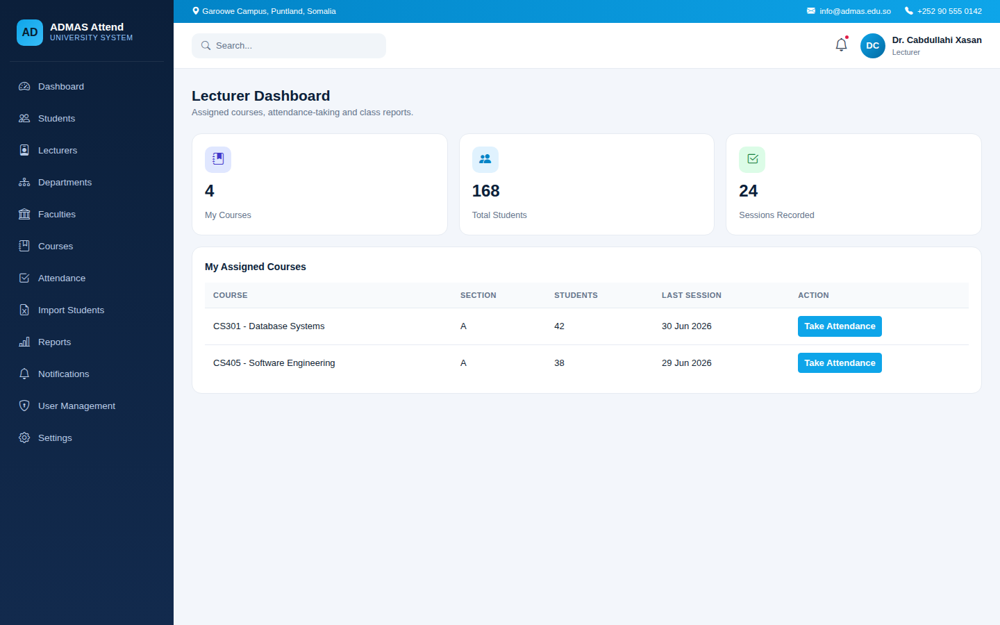 AD
ADMAS Attend
UNIVERSITY SYSTEM
Dashboard
Students
Lecturers
Departments
Faculties
Courses
Attendance
Import Students
Reports
Notifications
User Management
Settings
Garoowe Campus, Puntland, Somalia
info@admas.edu.so
+252 90 555 0142
Search...
DC
Dr. Cabdullahi Xasan
Lecturer
Lecturer Dashboard
Assigned courses, attendance-taking and class reports.
4
My Courses
168
Total Students
24
Sessions Recorded
My Assigned Courses
COURSE SECTION STUDENTS LAST SESSION ACTION
CS301 - Database Systems A 42 30 Jun 2026 Take Attendance
CS405 - Software Engineering A 38 29 Jun 2026 Take Attendance